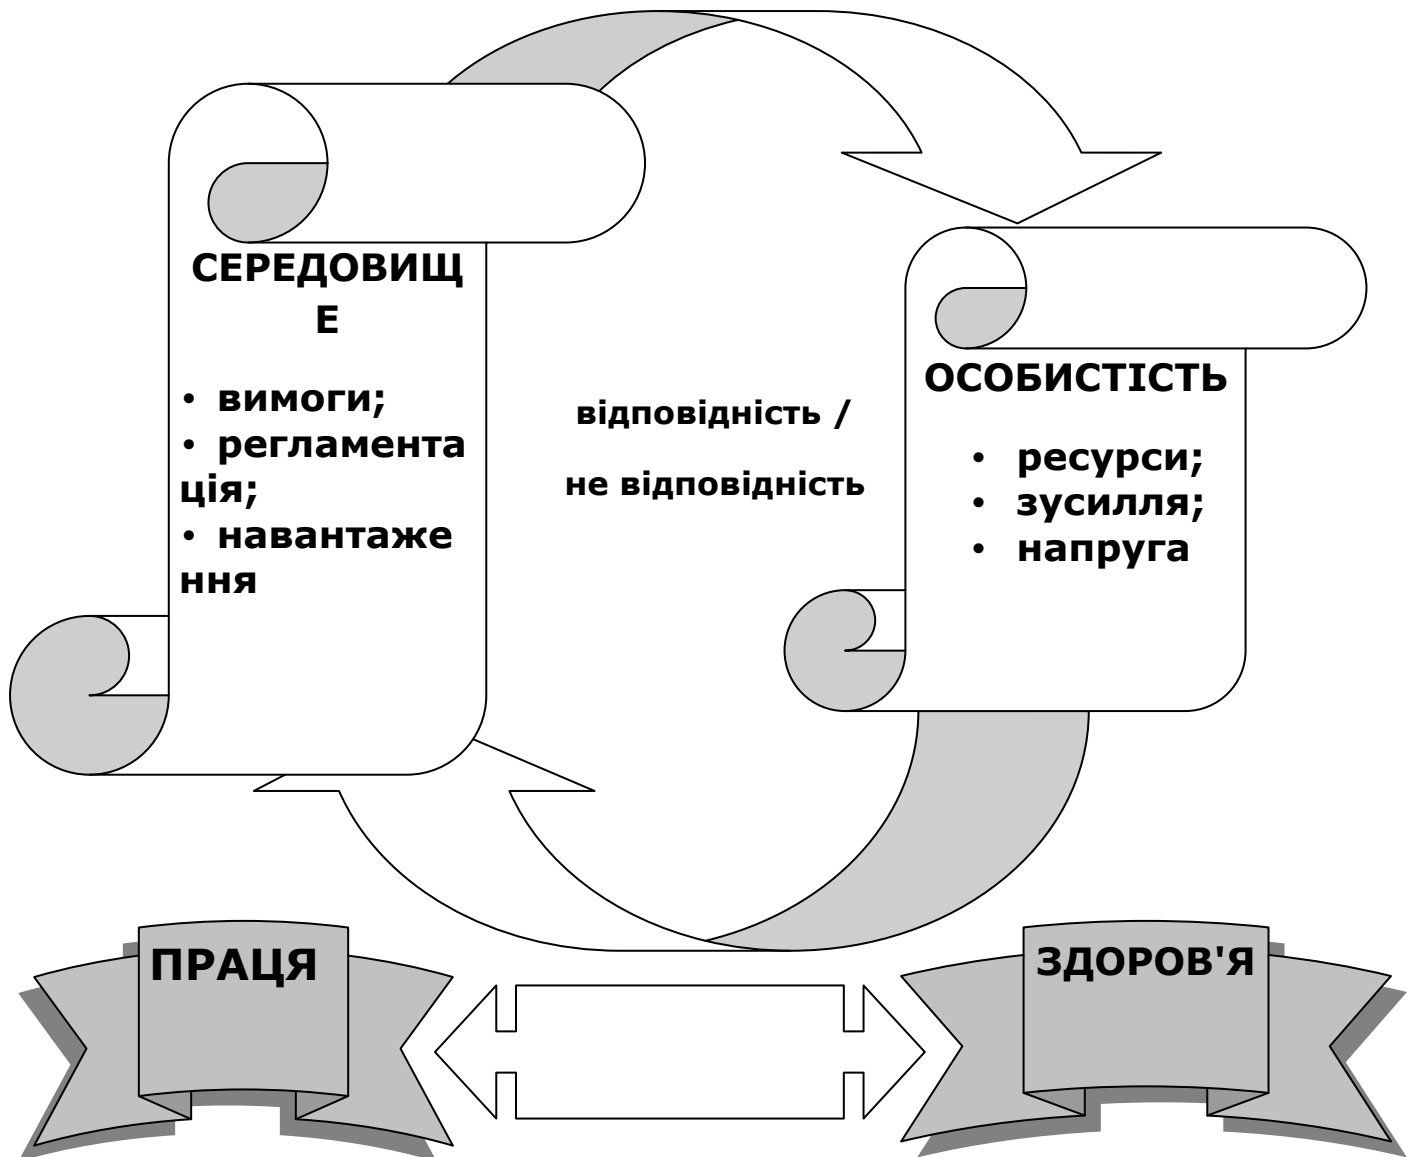 СЕРЕДОВИЩ
Е
• вимоги;
• регламента
ція;
• навантаже
ння
відповідність /
не відповідність
ОСОБИСТІСТЬ
• ресурси;
• зусилля;
• напруга
ПРАЦЯ
ЗДОРОВ'Я